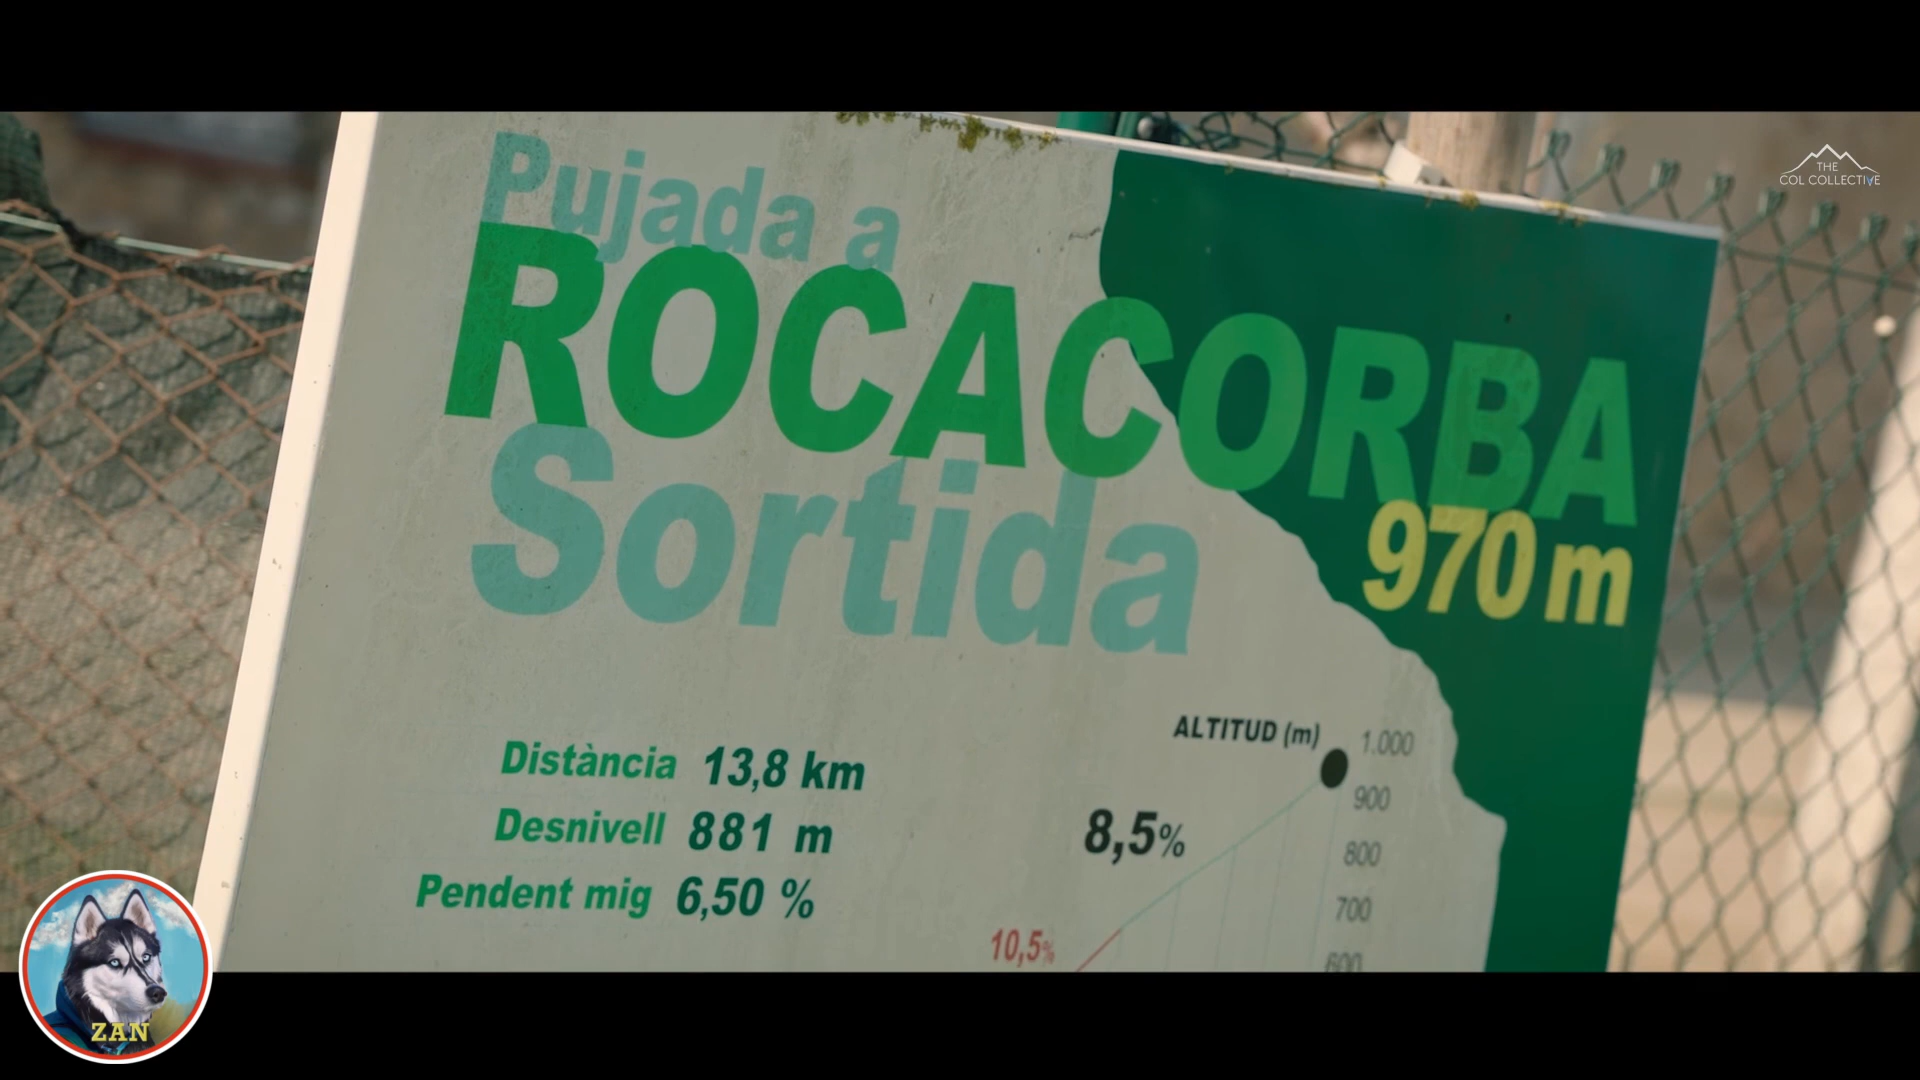 Pujada a
ROCACORBA
970 m
Sortida
THE
COL COLLECTIVE
Distància 13,8 km
Desnivell 881 m
Pendent mig 6,50 %
ALTITUD (m)
1.000
900
8,5%
800
700
10,5%
600
ZAN